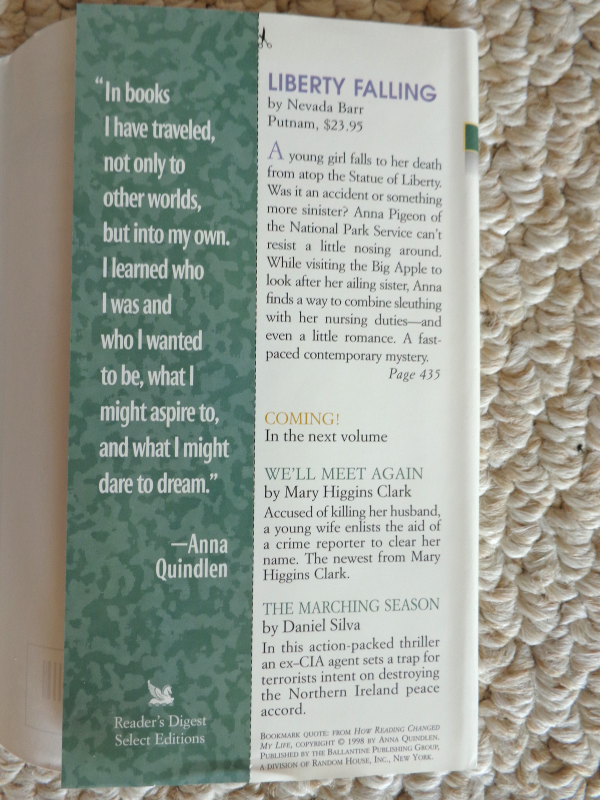 “In books
I have traveled,
not only to
other worlds,
but into my own.
I learned who
I was and
who I wanted
to be, what I
might aspire to,
and what I might
dare to dream.”
—Anna
Quindlen
Reader's Digest
Select Editions
LIBERTY FALLING
by Nevada Barr
Putnam, $23.95
A young girl falls to her death
from atop the Statue of Liberty.
Was it an accident or something
more sinister? Anna Pigeon of
the National Park Service can't
resist a little nosing around.
While visiting the Big Apple to
look after her ailing sister, Anna
finds a way to combine sleuthing
with her nursing duties—and
even a little romance. A fast-
paced contemporary mystery.
Page 435
COMING!
In the next volume
WE'LL MEET AGAIN
by Mary Higgins Clark
Accused of killing her husband,
a young wife enlists the aid of
a crime reporter to clear her
name. The newest from Mary
Higgins Clark.
THE MARCHING SEASON
by Daniel Silva
In this action-packed thriller
an ex–CIA agent sets a trap for
terrorists intent on destroying
the Northern Ireland peace
accord.
BOOKMARK QUOTE: FROM HOW READING CHANGED
MY LIFE, COPYRIGHT © 1998 BY ANNA QUINDLEN.
PUBLISHED BY THE BALLANTINE PUBLISHING GROUP,
A DIVISION OF RANDOM HOUSE, INC., NEW YORK.